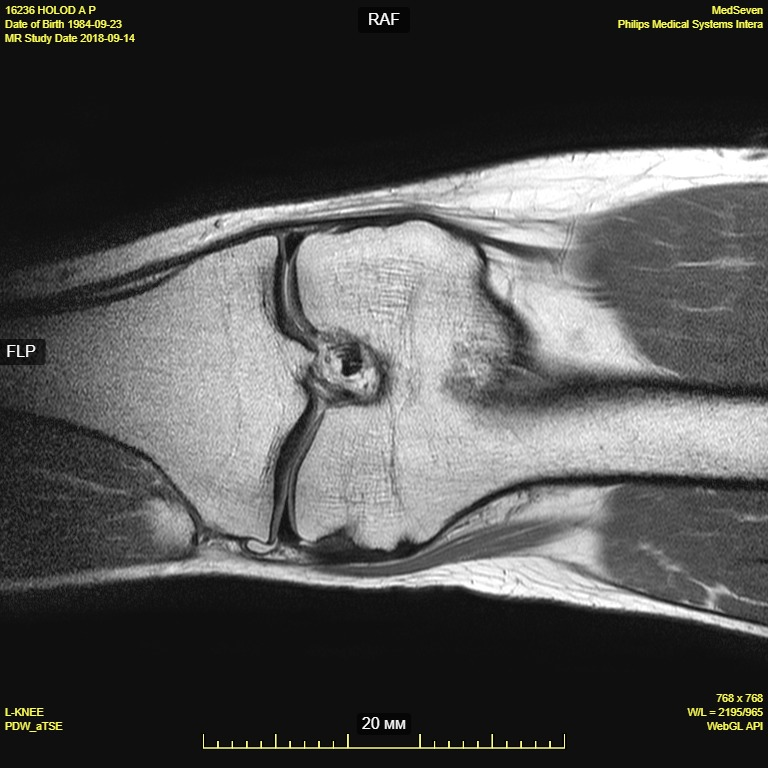 16236 HOLOD A P
Date of Birth 1984-09-23
MR Study Date 2018-09-14
RAF
MedSeven
Philips Medical Systems Intera
FLP
L-KNEE
PDW_aTSE
20 мм
768 x 768
W/L = 2195/965
WebGL API